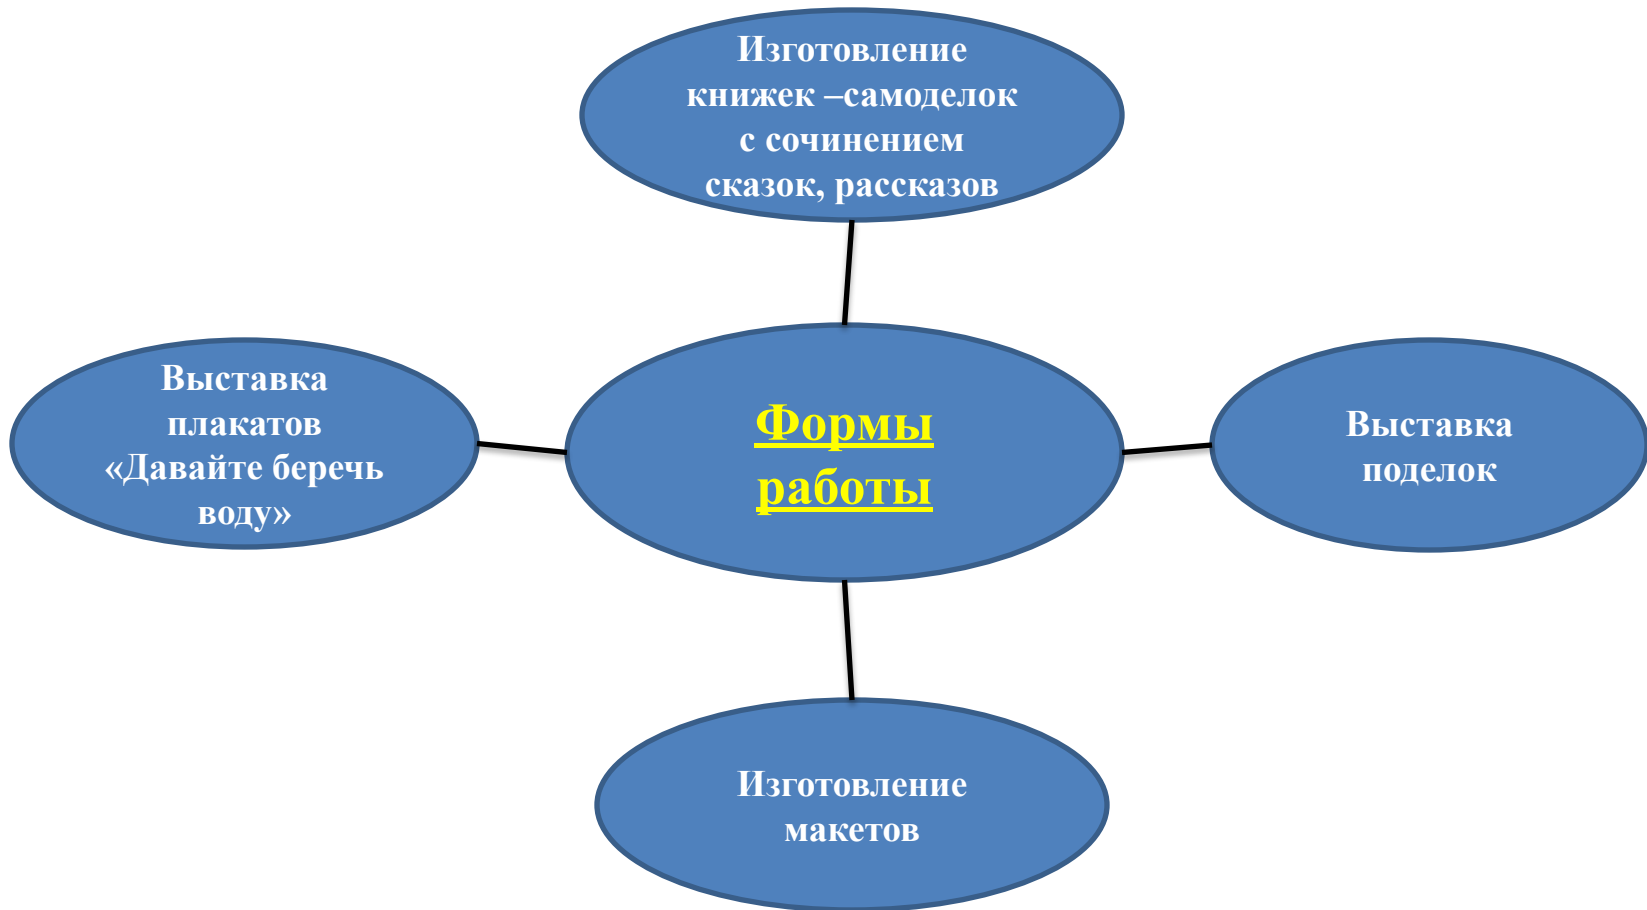 Изготовление
книжек –самоделок
с сочинением
сказок, рассказов
Выставка
плакатов
«Давайте беречь
воду»
Формы
работы
Выставка
поделок
Изготовление
макетов